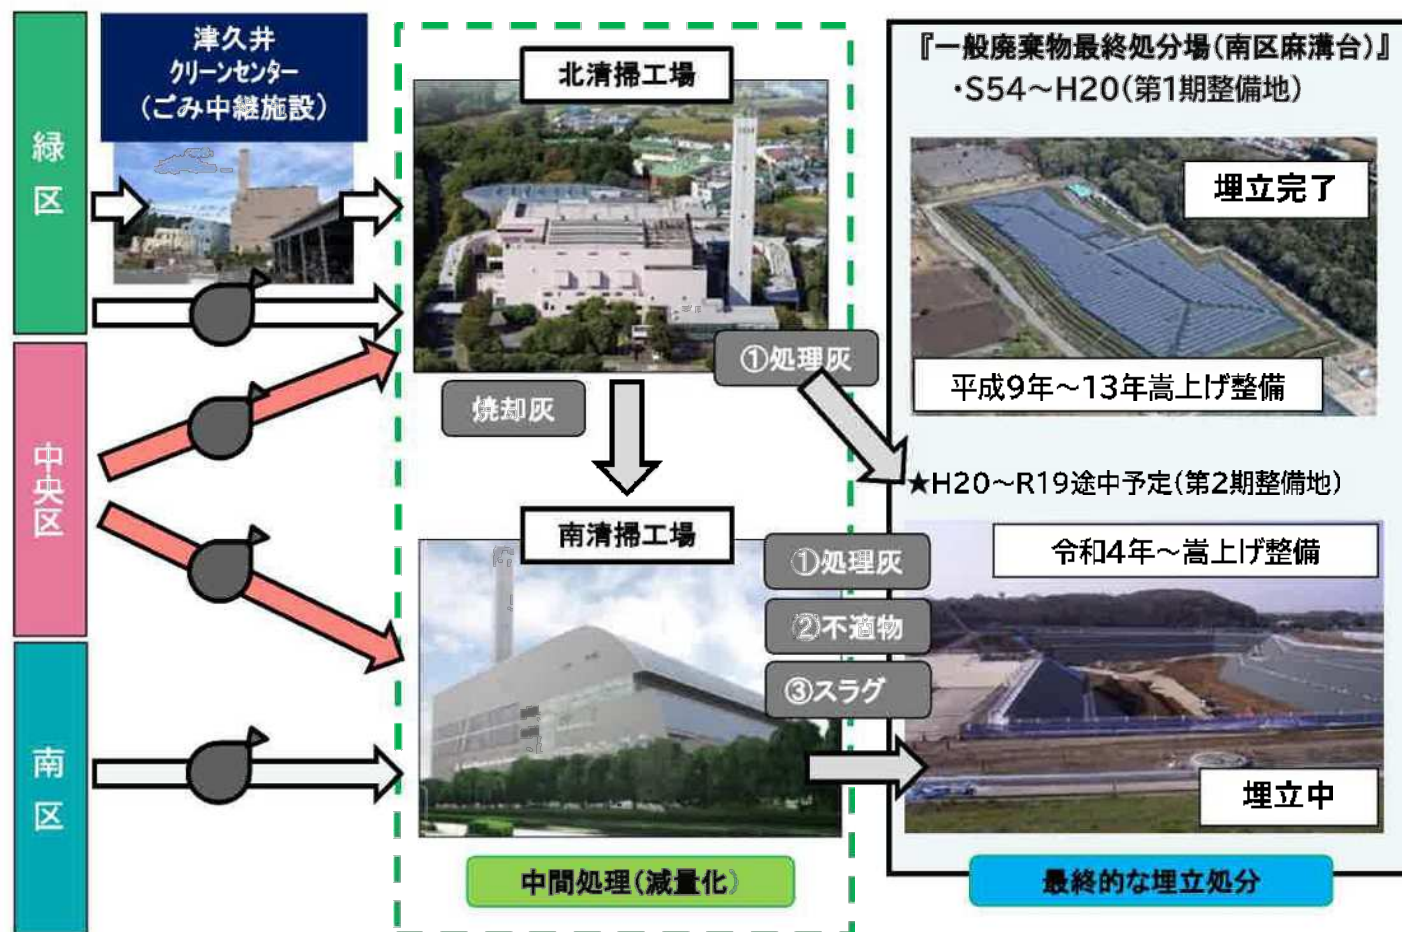 緑区
中央区
南区
津久井
クリーンセンター
(ごみ中継施設)
北清掃工場
①処理灰
焼却灰
南清掃工場
①処理灰
②不適物
③スラグ
中間処理(減量化)
『一般廃棄物最終処分場(南区麻溝台)』
・S54～H20(第1期整備地)
埋立完了
平成9年～13年嵩上げ整備
★H20～R19途中予定(第2期整備地)
令和4年～嵩上げ整備
埋立中
最終的な埋立処分